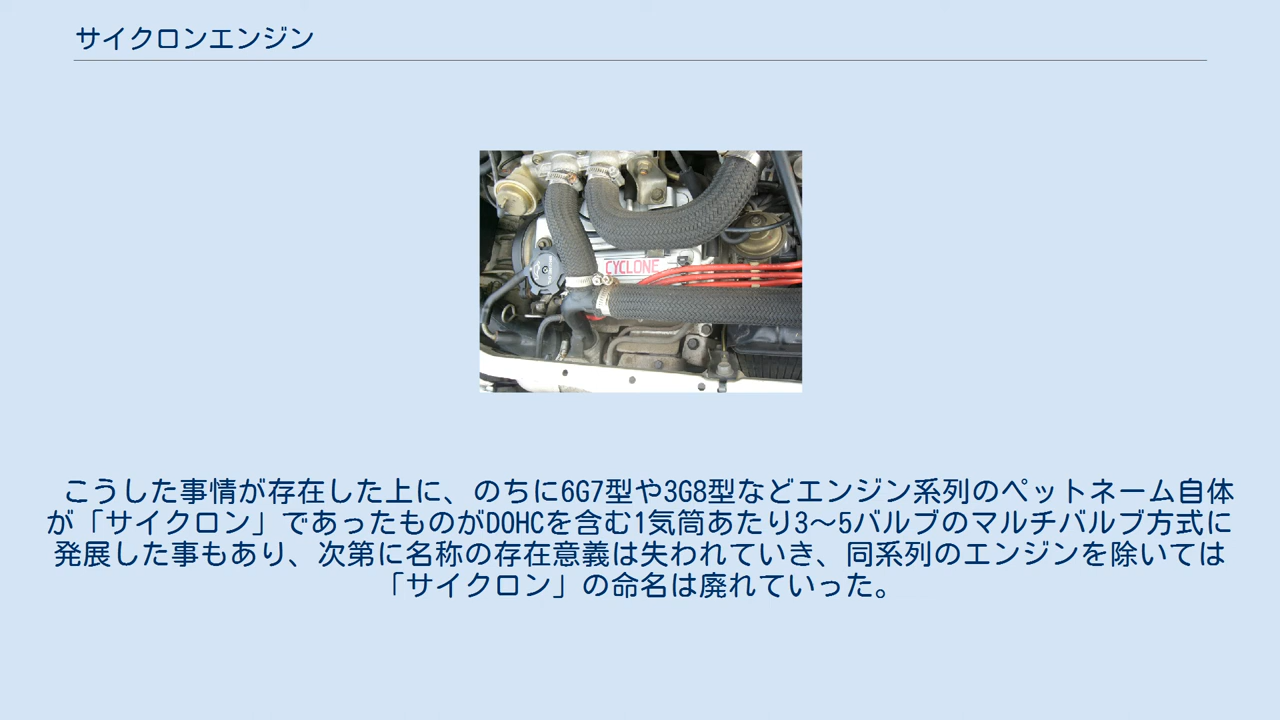 サイクロンエンジン
CYCLONE
こうした事情が存在した上に、のちに6G7型や3G8型などエンジン系列のペットネーム自体
が「サイクロン」であったものがDOHCを含む1気筒あたり3〜5バルブのマルチバルブ方式に
発展した事もあり、次第に名称の存在意義は失われていき、同系列のエンジンを除いては
「サイクロン」の命名は廃れていった。